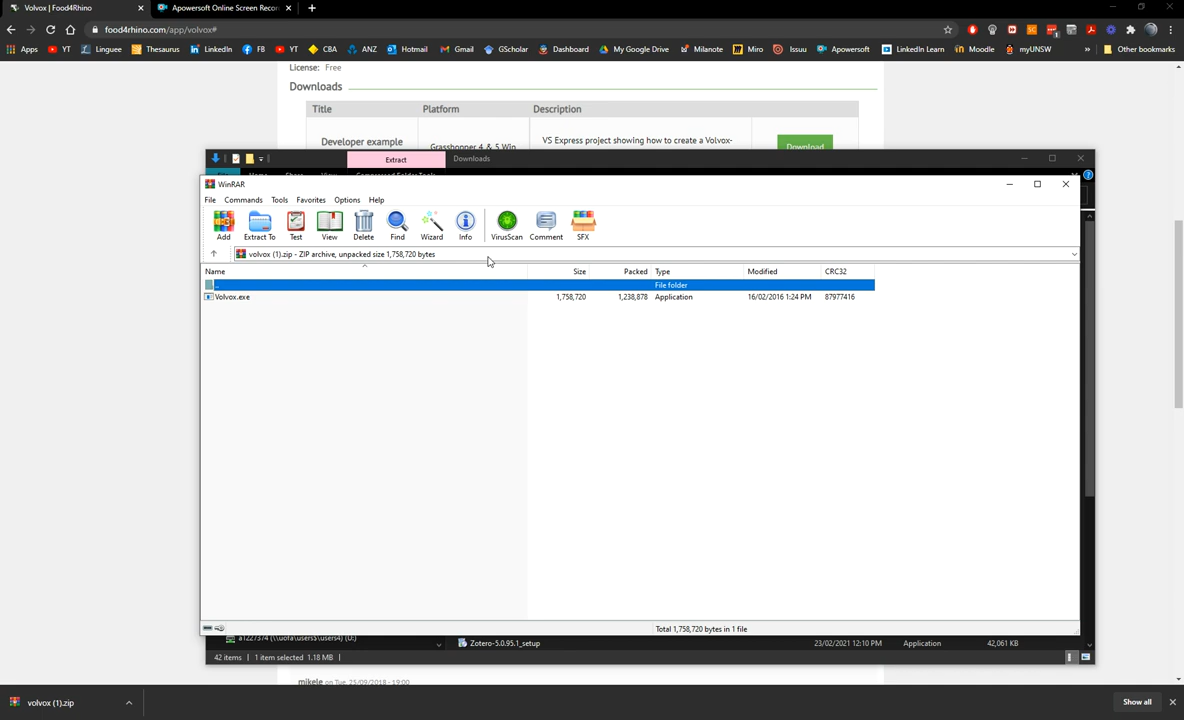 Volvox | Food4Rhino
Apowersoft Online Screen Recor
food4rhino.com/app/volvox#
Apps YT Linguee Thesaurus LinkedIn FB YT CBA ANZ Hotmail Gmail GScholar Dashboard My Google Drive Milanote Miro Issuu Apowersoft LinkedIn Learn Moodle myUNSW » Other bookmarks
License: Free
Downloads
Title Platform Description
Developer example Grasshopper 4 & 5 Win VS Express project showing how to create a Volvox- Download
Extract Downloads
WinRAR
File Commands Tools Favorites Options Help
Add Extract To Test View Delete Find Wizard Info VirusScan Comment SFX
volvox (1).zip - ZIP archive, unpacked size 1,758,720 bytes
Name Size Packed Type Modified CRC32
.. File folder
Volvox.exe 1,758,720 1,238,878 Application 16/02/2016 1:24 PM 87977416
Total 1,758,720 bytes in 1 file
a1227374 (\\uofa\users$\users4) (U:) Zotero-5.0.95.1_setup 23/02/2021 12:10 PM Application 42,061 KB
42 items 1 item selected 1.18 MB
mikele on Tue, 25/09/2018 - 19:00
volvox (1).zip Show all